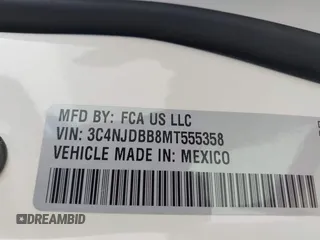 MFD BY: FCA US LLC
VIN: 3C4NJDBB8MT555358
VEHICLE MADE IN: MEXICO
DREAMBID